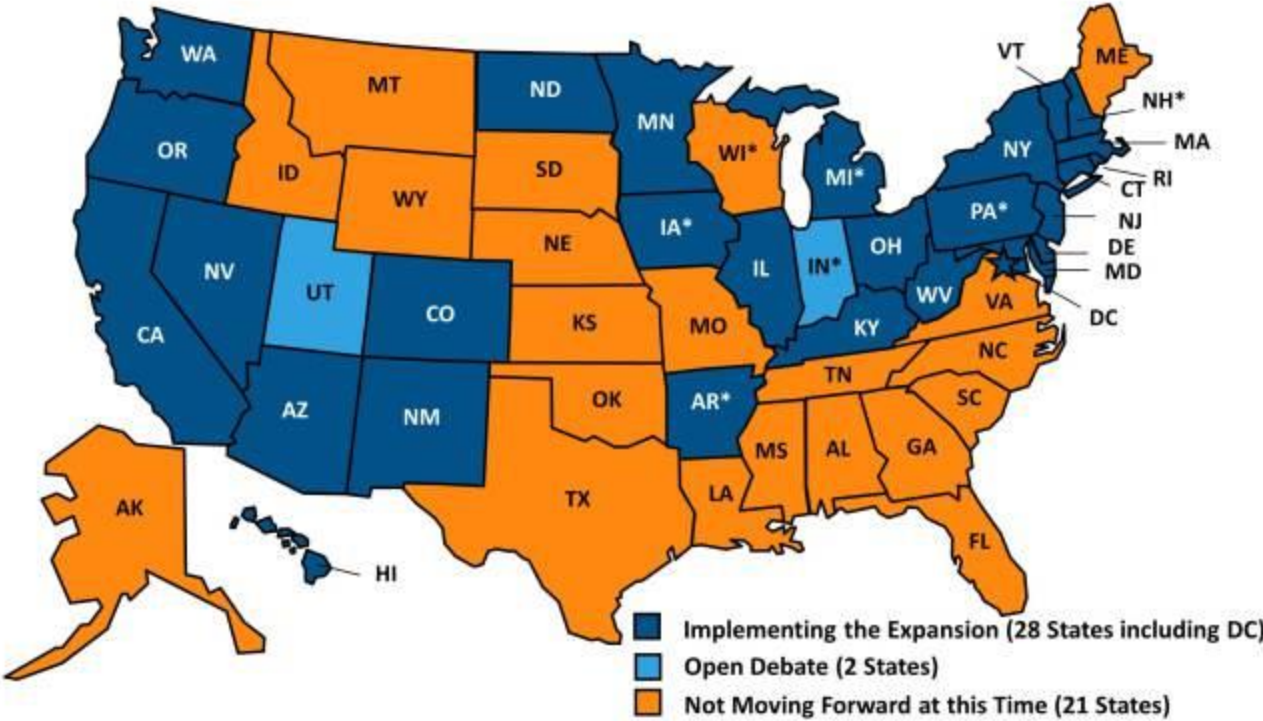 WA
MT
ND
MN
VT
ME
NH*
OR
ID
SD
WI*
MI*
NY
MA
WY
RI
CT
NE
IA*
PA*
NJ
NV
UT
CO
IL
IN*
OH
DE
MD
WV
VA
DC
CA
KS
MO
KY
NC
TN
AZ
NM
OK
AR*
SC
MS
AL
GA
AK
TX
LA
FL
HI
Implementing the Expansion (28 States including DC)
Open Debate (2 States)
Not Moving Forward at this Time (21 States)